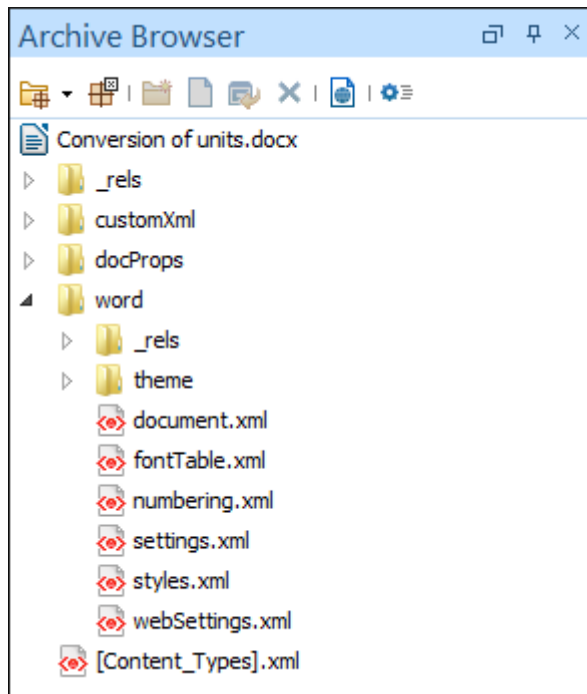 Archive Browser
Conversion of units.docx
_rels
customXml
docProps
word
_rels
theme
document.xml
fontTable.xml
numbering.xml
settings.xml
styles.xml
webSettings.xml
[Content_Types].xml